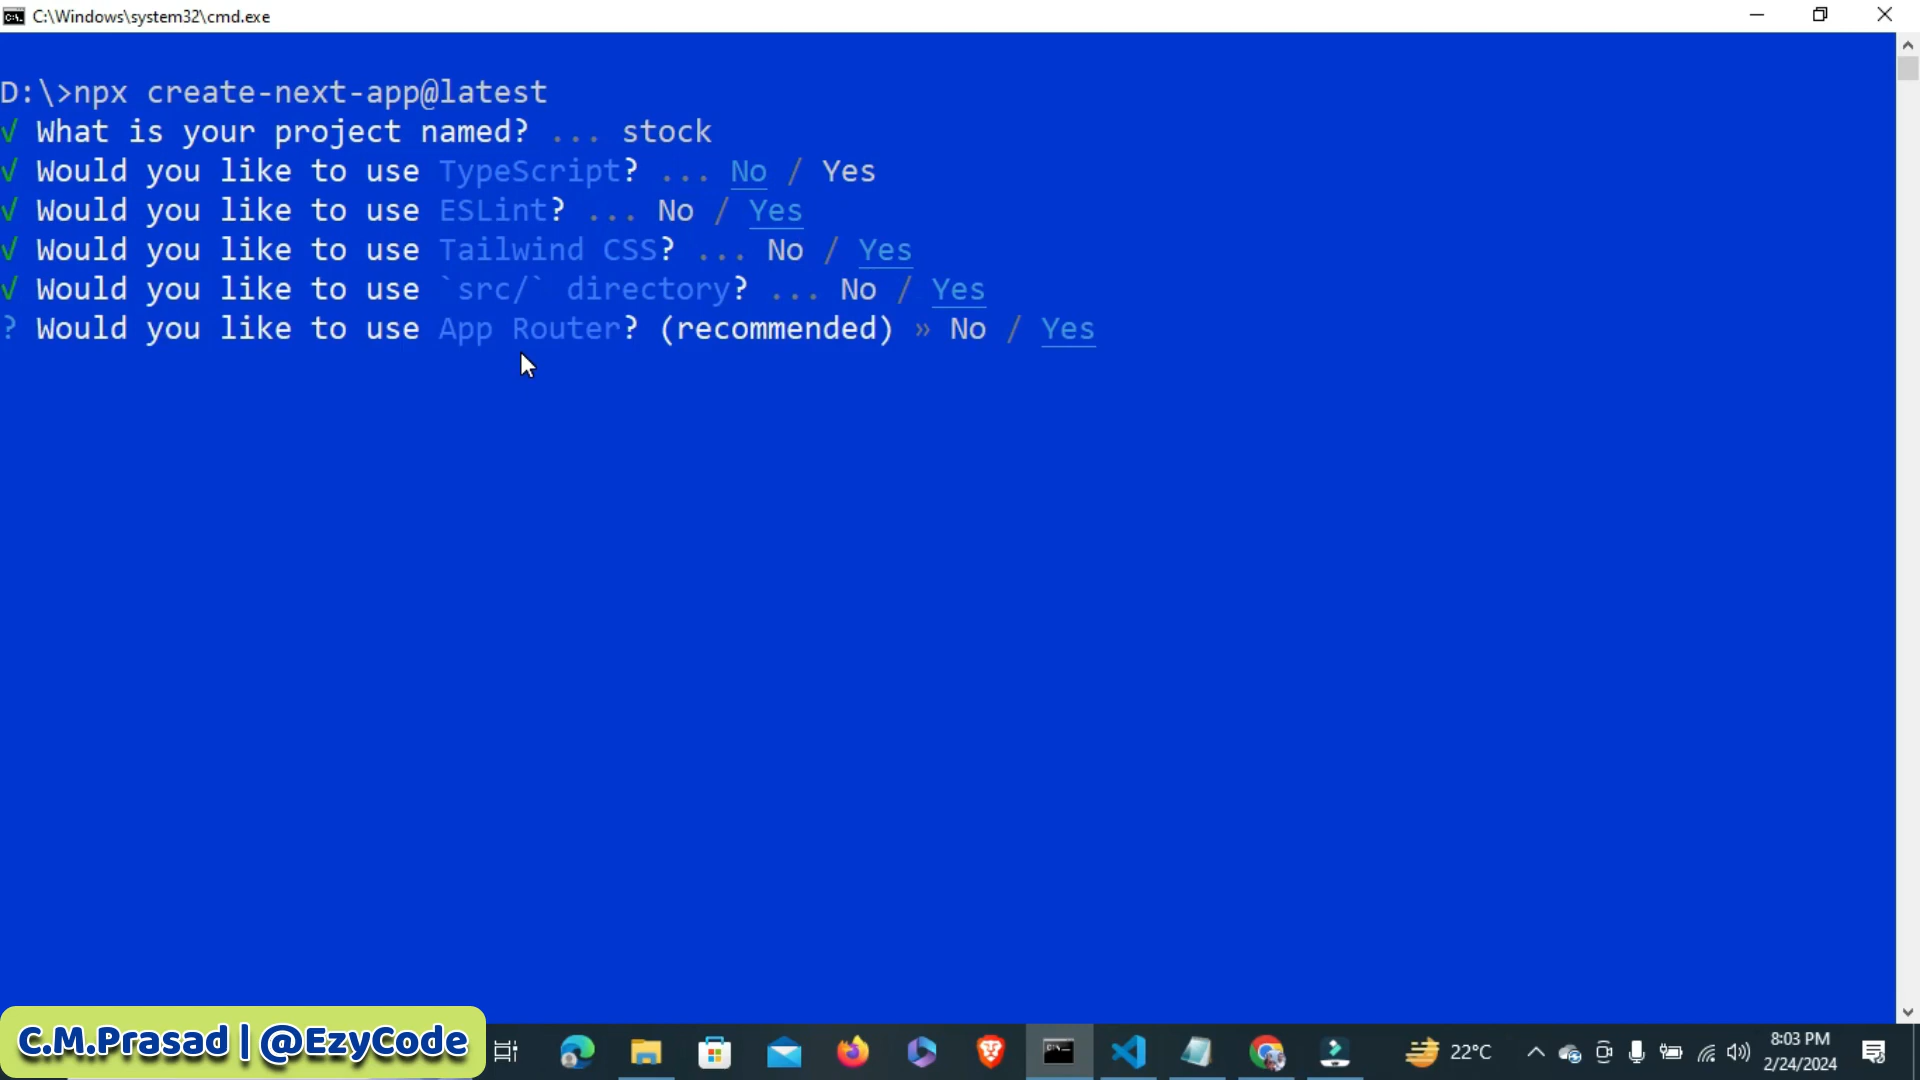 C:\Windows\system32\cmd.exe
D:\>npx create-next-app@latest
√ What is your project named? ... stock
√ Would you like to use TypeScript? ... No / Yes
√ Would you like to use ESLint? ... No / Yes
√ Would you like to use Tailwind CSS? ... No / Yes
√ Would you like to use `src/` directory? ... No / Yes
? Would you like to use App Router? (recommended) » No / Yes
C.M.Prasad | @EzyCode
22°C
8:03 PM
2/24/2024